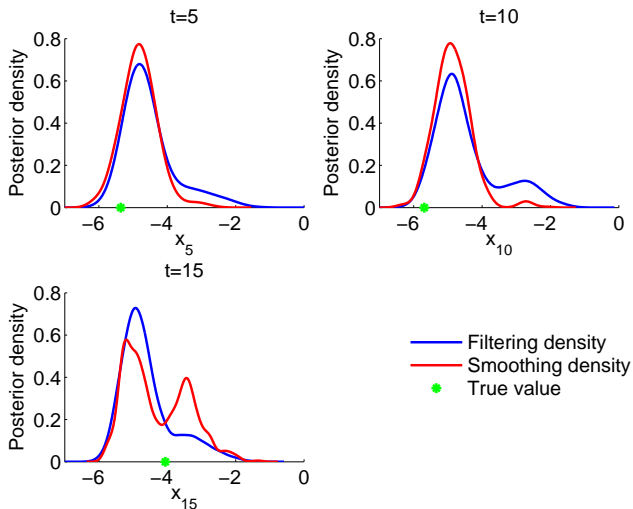 t=5
Posterior density
0.8
0.6
0.4
0.2
0
−6
−4
−2
0
x5
t=10
Posterior density
0.8
0.6
0.4
0.2
0
−6
−4
−2
0
x10
t=15
Posterior density
0.8
0.6
0.4
0.2
0
−6
−4
−2
0
x15
Filtering density
Smoothing density
True value